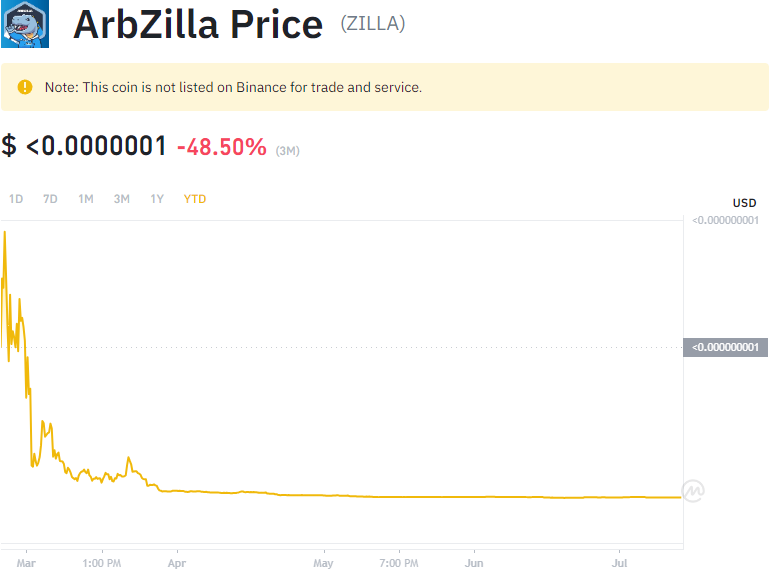 ArbZilla Price (ZILLA)
Note: This coin is not listed on Binance for trade and service.
$ <0.0000001 -48.50% (3M)
1D 7D 1M 3M 1Y YTD
USD
<0.000000001
<0.000000001
Mar 1:00 PM Apr May 7:00 PM Jun Jul